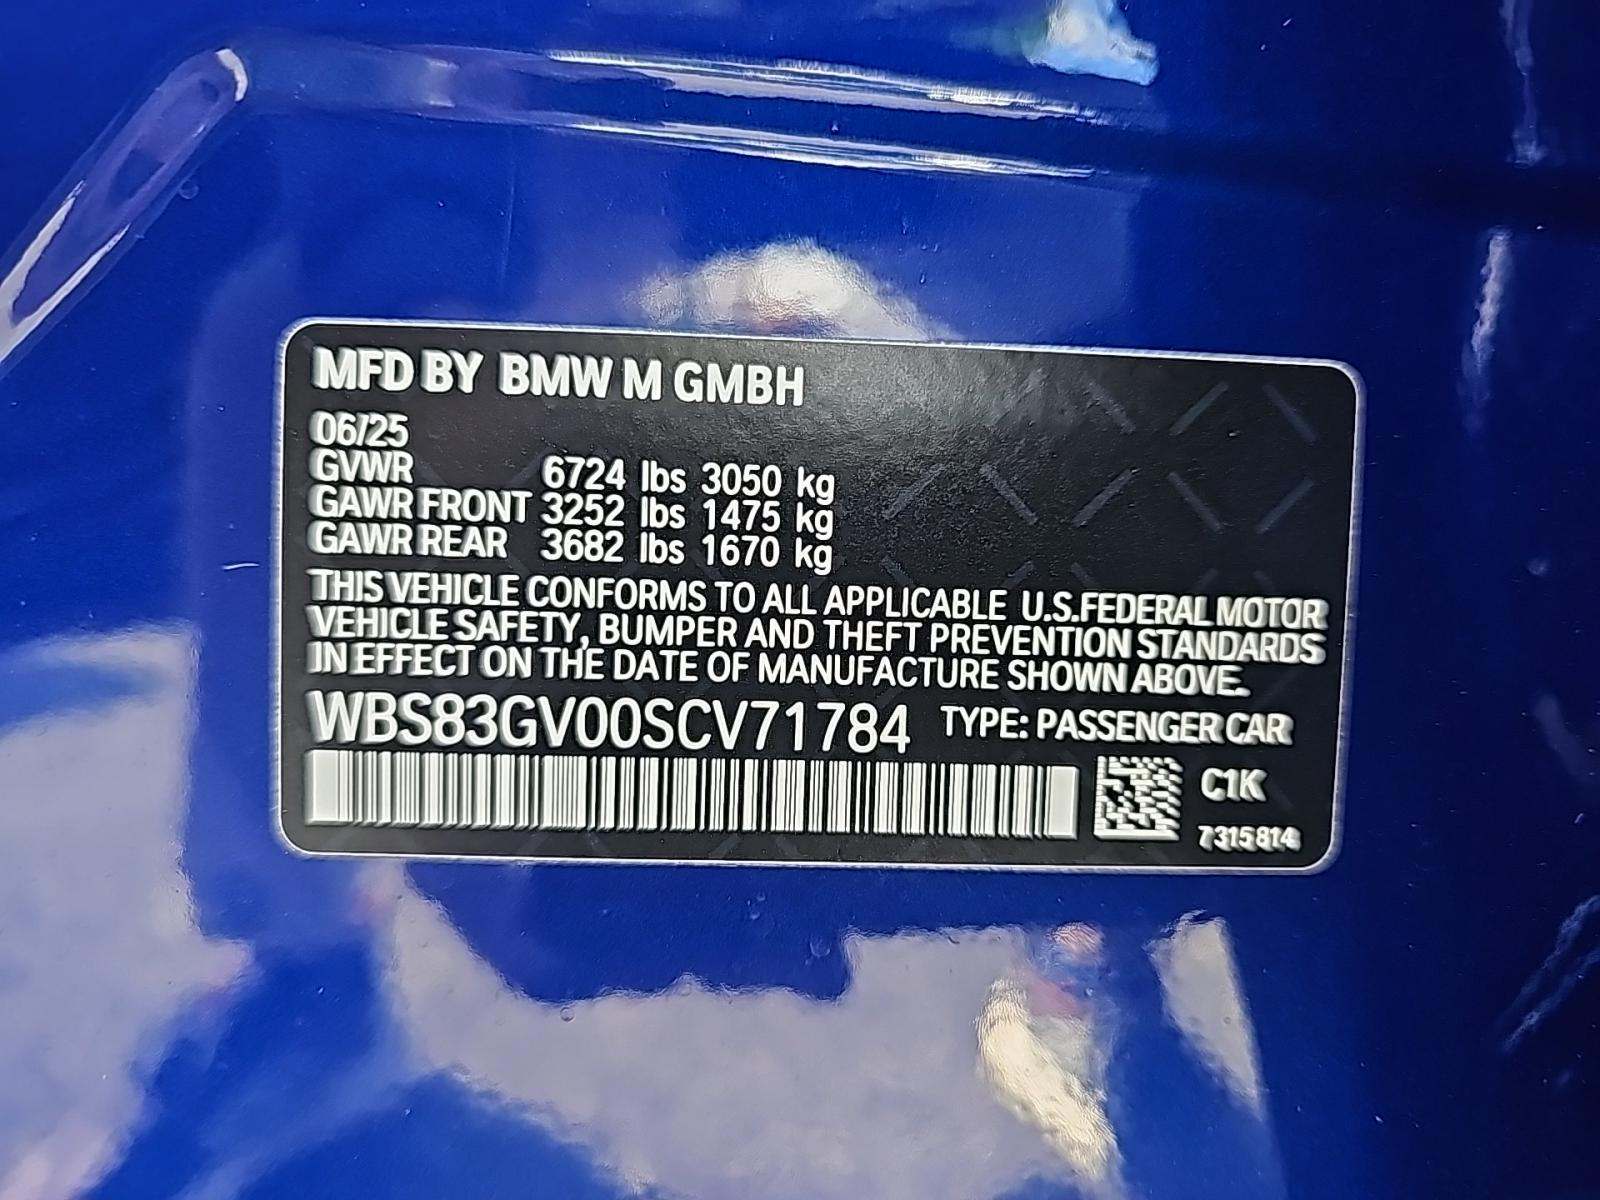 MFD BY BMW M GMBH
06/25
GVWR 6724 lbs 3050 kg
GAWR FRONT 3252 lbs 1475 kg
GAWR REAR 3682 lbs 1670 kg
THIS VEHICLE CONFORMS TO ALL APPLICABLE U.S.FEDERAL MOTOR
VEHICLE SAFETY, BUMPER AND THEFT PREVENTION STANDARDS
IN EFFECT ON THE DATE OF MANUFACTURE SHOWN ABOVE.
WBS83GV00SCV71784 TYPE: PASSENGER CAR
C1K
7315814